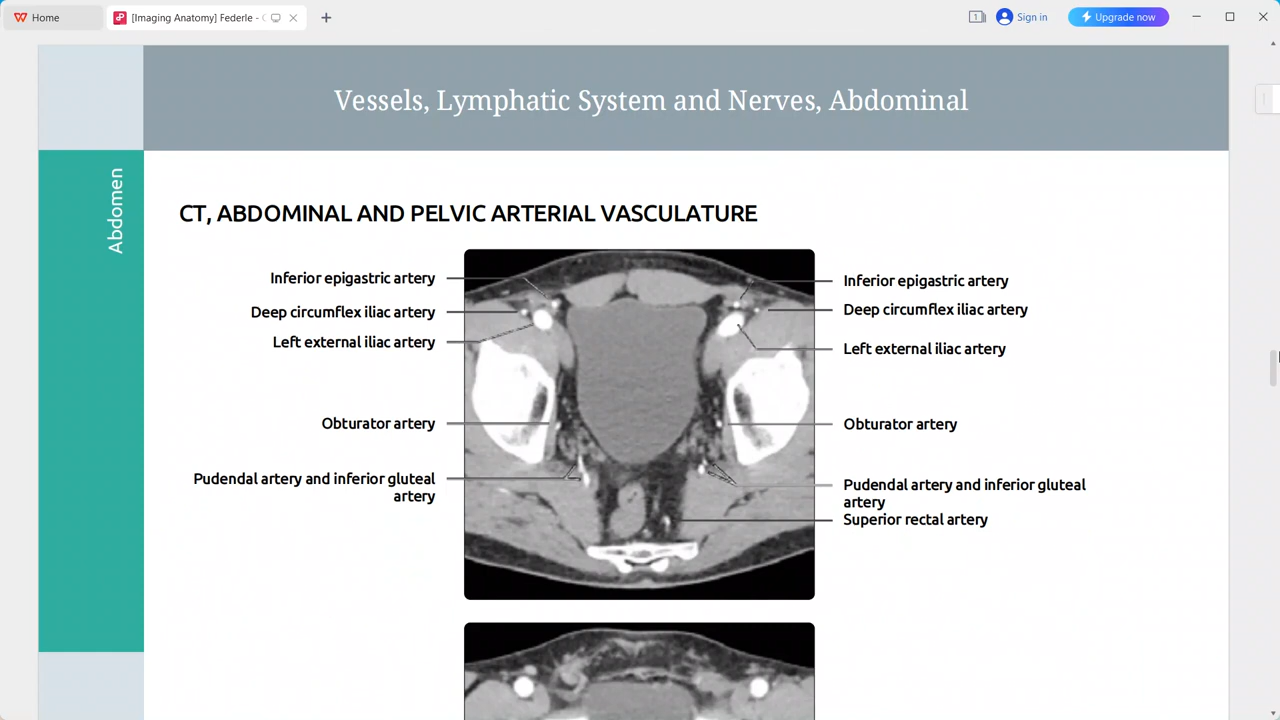 Home
[Imaging Anatomy] Federle -
1
Sign in
Upgrade now
Vessels, Lymphatic System and Nerves, Abdominal
Abdomen
CT, ABDOMINAL AND PELVIC ARTERIAL VASCULATURE
Inferior epigastric artery
Deep circumflex iliac artery
Left external iliac artery
Obturator artery
Pudendal artery and inferior gluteal
artery
Inferior epigastric artery
Deep circumflex iliac artery
Left external iliac artery
Obturator artery
Pudendal artery and inferior gluteal
artery
Superior rectal artery